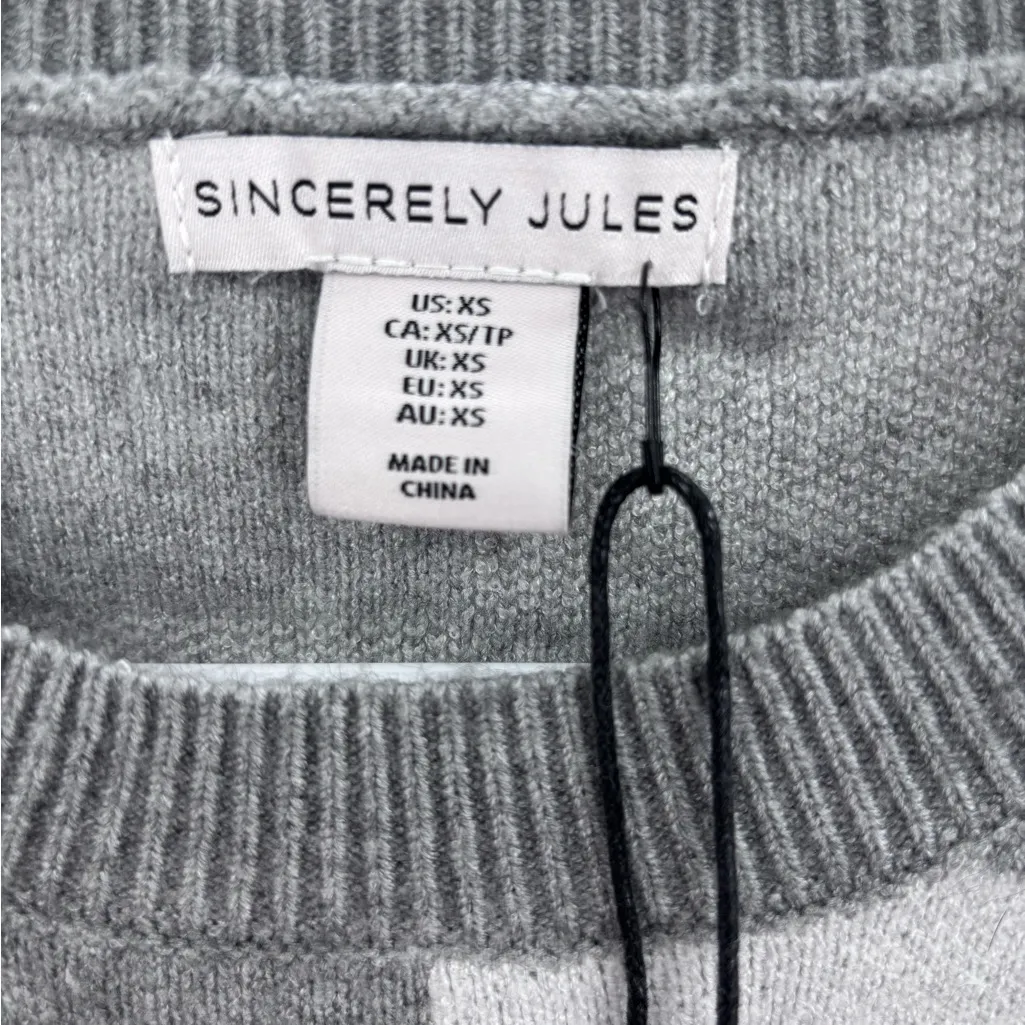 SINCERELY JULES
US: XS
CA: XS/TP
UK: XS
EU: XS
AU: XS
MADE IN
CHINA